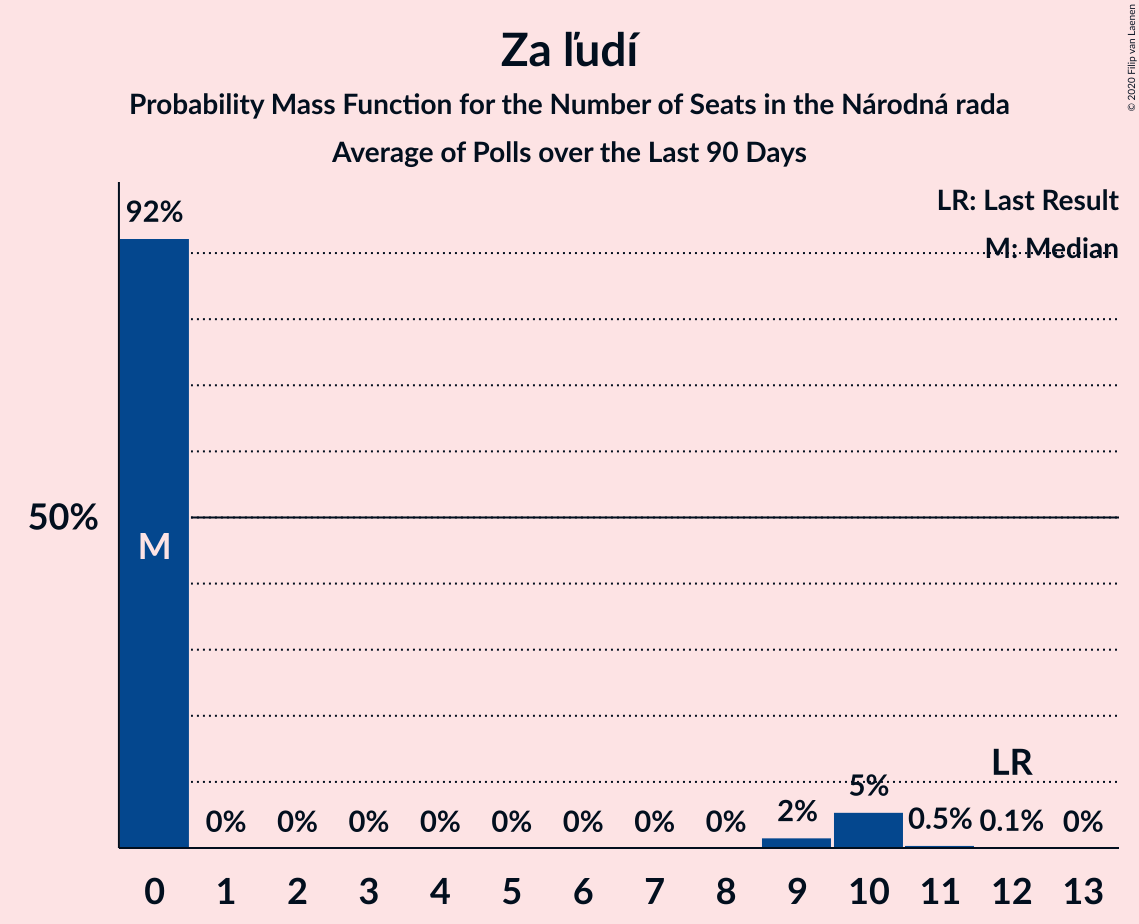 Za ľudí
Probability Mass Function for the Number of Seats in the Národná rada
Average of Polls over the Last 90 Days
© 2020 Filip van Laenen
LR: Last Result
M: Median
92%
50%
M
LR
0% 0% 0% 0% 0% 0% 0% 0% 2% 5% 0.5% 0.1% 0%
0 1 2 3 4 5 6 7 8 9 10 11 12 13